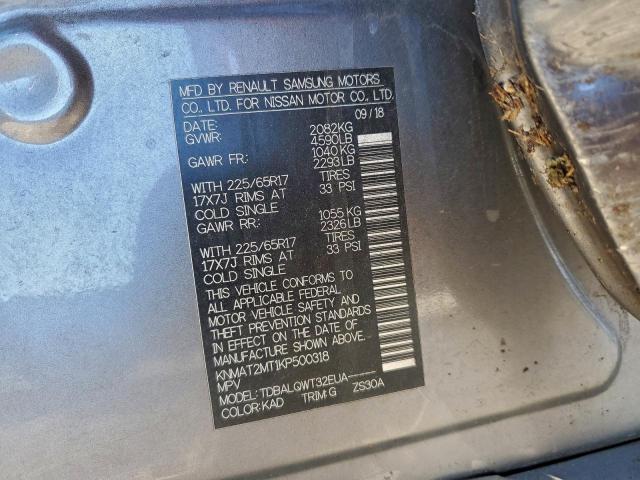 MFD BY RENAULT SAMSUNG MOTORS
CO., LTD. FOR NISSAN MOTOR CO., LTD.
DATE: 09/18
GVWR: 2082KG
4590LB
GAWR FR: 1040KG
2293LB
WITH 225/65R17 TIRES
17X7J RIMS AT 33 PSI
COLD SINGLE
GAWR RR: 1055KG
2326LB
WITH 225/65R17 TIRES
17X7J RIMS AT 33 PSI
COLD SINGLE
THIS VEHICLE CONFORMS TO
ALL APPLICABLE FEDERAL
MOTOR VEHICLE SAFETY AND
THEFT PREVENTION STANDARDS
IN EFFECT ON THE DATE OF
MANUFACTURE SHOWN ABOVE.
KNMAT2MT1KP500318
MPV
MODEL: TDBALQWT32EUA-----
COLOR: KAD TRIM: G ZS30A